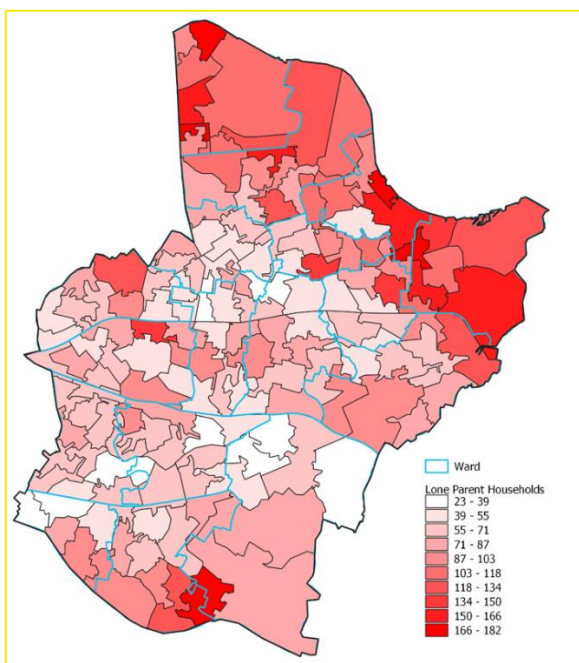 Ward
Lone Parent Households
23 - 39
39 - 55
55 - 71
71 - 87
87 - 103
103 - 118
118 - 134
134 - 150
150 - 166
166 - 182